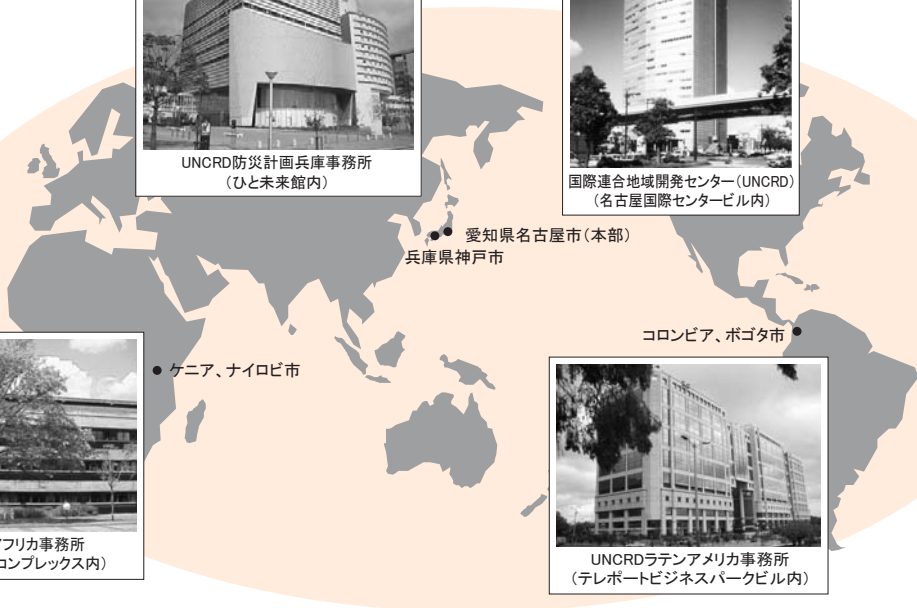 UNCRD防災計画兵庫事務所
（ひと未来館内）
国際連合地域開発センター（UNCRD）
（名古屋国際センタービル内）
愛知県名古屋市（本部）
兵庫県神戸市
コロンビア、ボゴタ市
ケニア、ナイロビ市
フリカ事務所
コンプレックス内）
UNCRDラテンアメリカ事務所
（テレポートビジネスパークビル内）